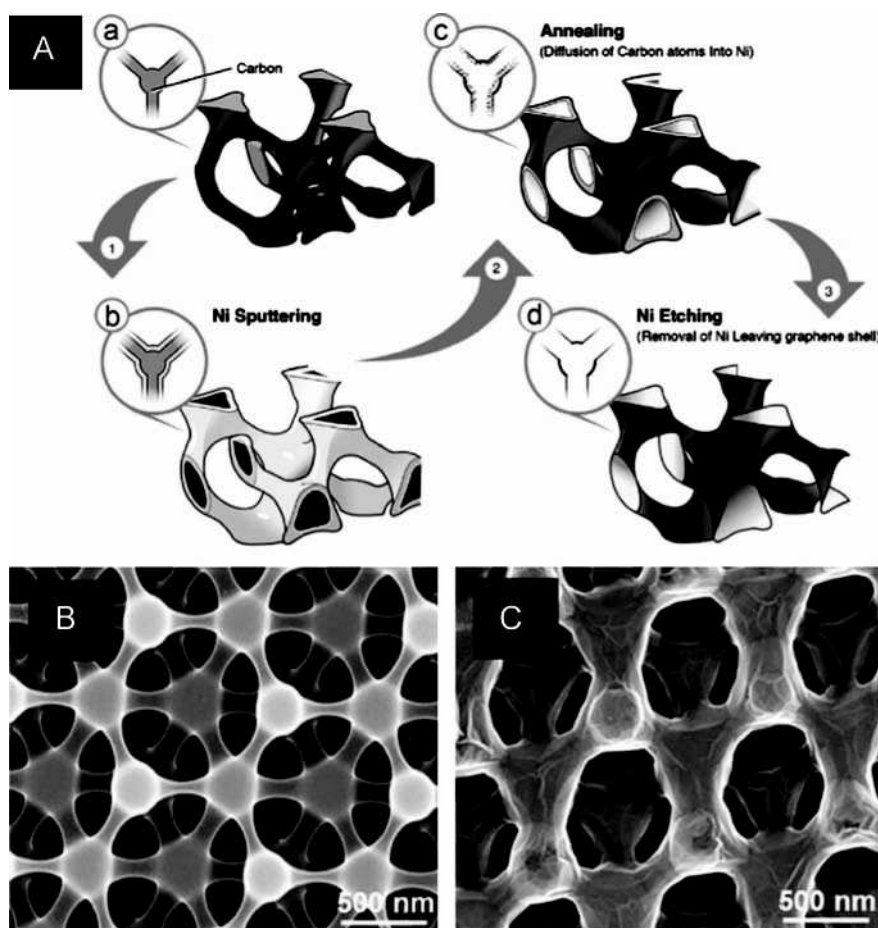 A
a
Carbon
c
Annealing
(Diffusion of Carbon atoms Into Ni)
1
2
3
b
Ni Sputtering
d
Ni Etching
(Removal of Ni Leaving graphene shell)
B
500 nm
C
500 nm